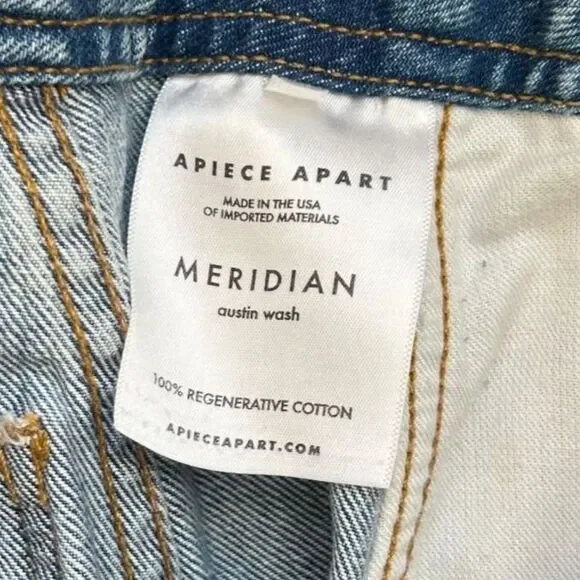 APIECE APART
MADE IN THE USA
OF IMPORTED MATERIALS
MERIDIAN
austin wash
100% REGENERATIVE COTTON
APIECEAPART.COM